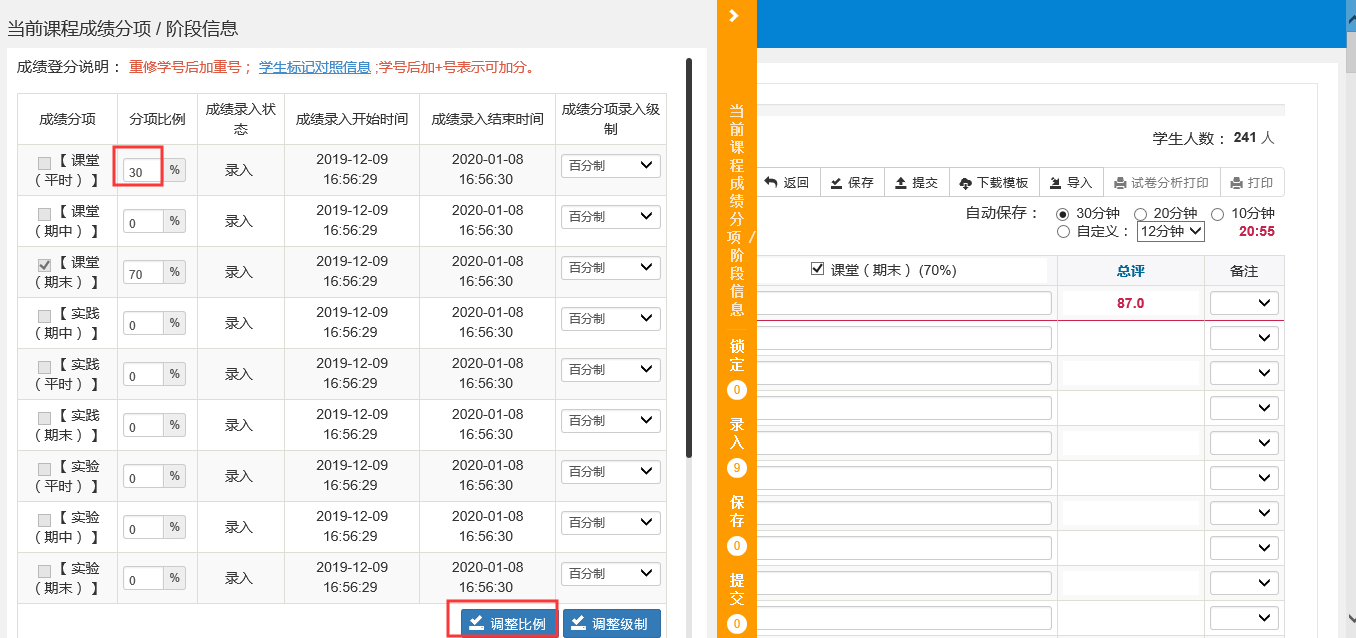 当前课程成绩分项 / 阶段信息
成绩登分说明： 重修学号后加重号； 学生标记对照信息 ;学号后加+号表示可加分。
成绩分项 分项比例 成绩录入状态 成绩录入开始时间 成绩录入结束时间 成绩分项录入级制
【 课堂（平时 ）】 30 % 录入 2019-12-09 16:56:29 2020-01-08 16:56:30 百分制
【 课堂（期中 ）】 0 % 录入 2019-12-09 16:56:29 2020-01-08 16:56:30 百分制
【 课堂（期末 ）】 70 % 录入 2019-12-09 16:56:29 2020-01-08 16:56:30 百分制
【 实践（期中 ）】 0 % 录入 2019-12-09 16:56:29 2020-01-08 16:56:30 百分制
【 实践（平时 ）】 0 % 录入 2019-12-09 16:56:29 2020-01-08 16:56:30 百分制
【 实践（期末 ）】 0 % 录入 2019-12-09 16:56:29 2020-01-08 16:56:30 百分制
【 实验（平时 ）】 0 % 录入 2019-12-09 16:56:29 2020-01-08 16:56:30 百分制
【 实验（期中 ）】 0 % 录入 2019-12-09 16:56:29 2020-01-08 16:56:30 百分制
【 实验（期末 ）】 0 % 录入 2019-12-09 16:56:29 2020-01-08 16:56:30 百分制
调整比例 调整级制
当前课程成绩分项 / 阶段信息
锁定 0
录入 9
保存 0
提交 0
学生人数： 241 人
返回 保存 提交 下载模板 导入 试卷分析打印 打印
自动保存： 30分钟 20分钟 10分钟
自定义： 12分钟 20:55
课堂（期末 ）(70%) 总评 备注
87.0